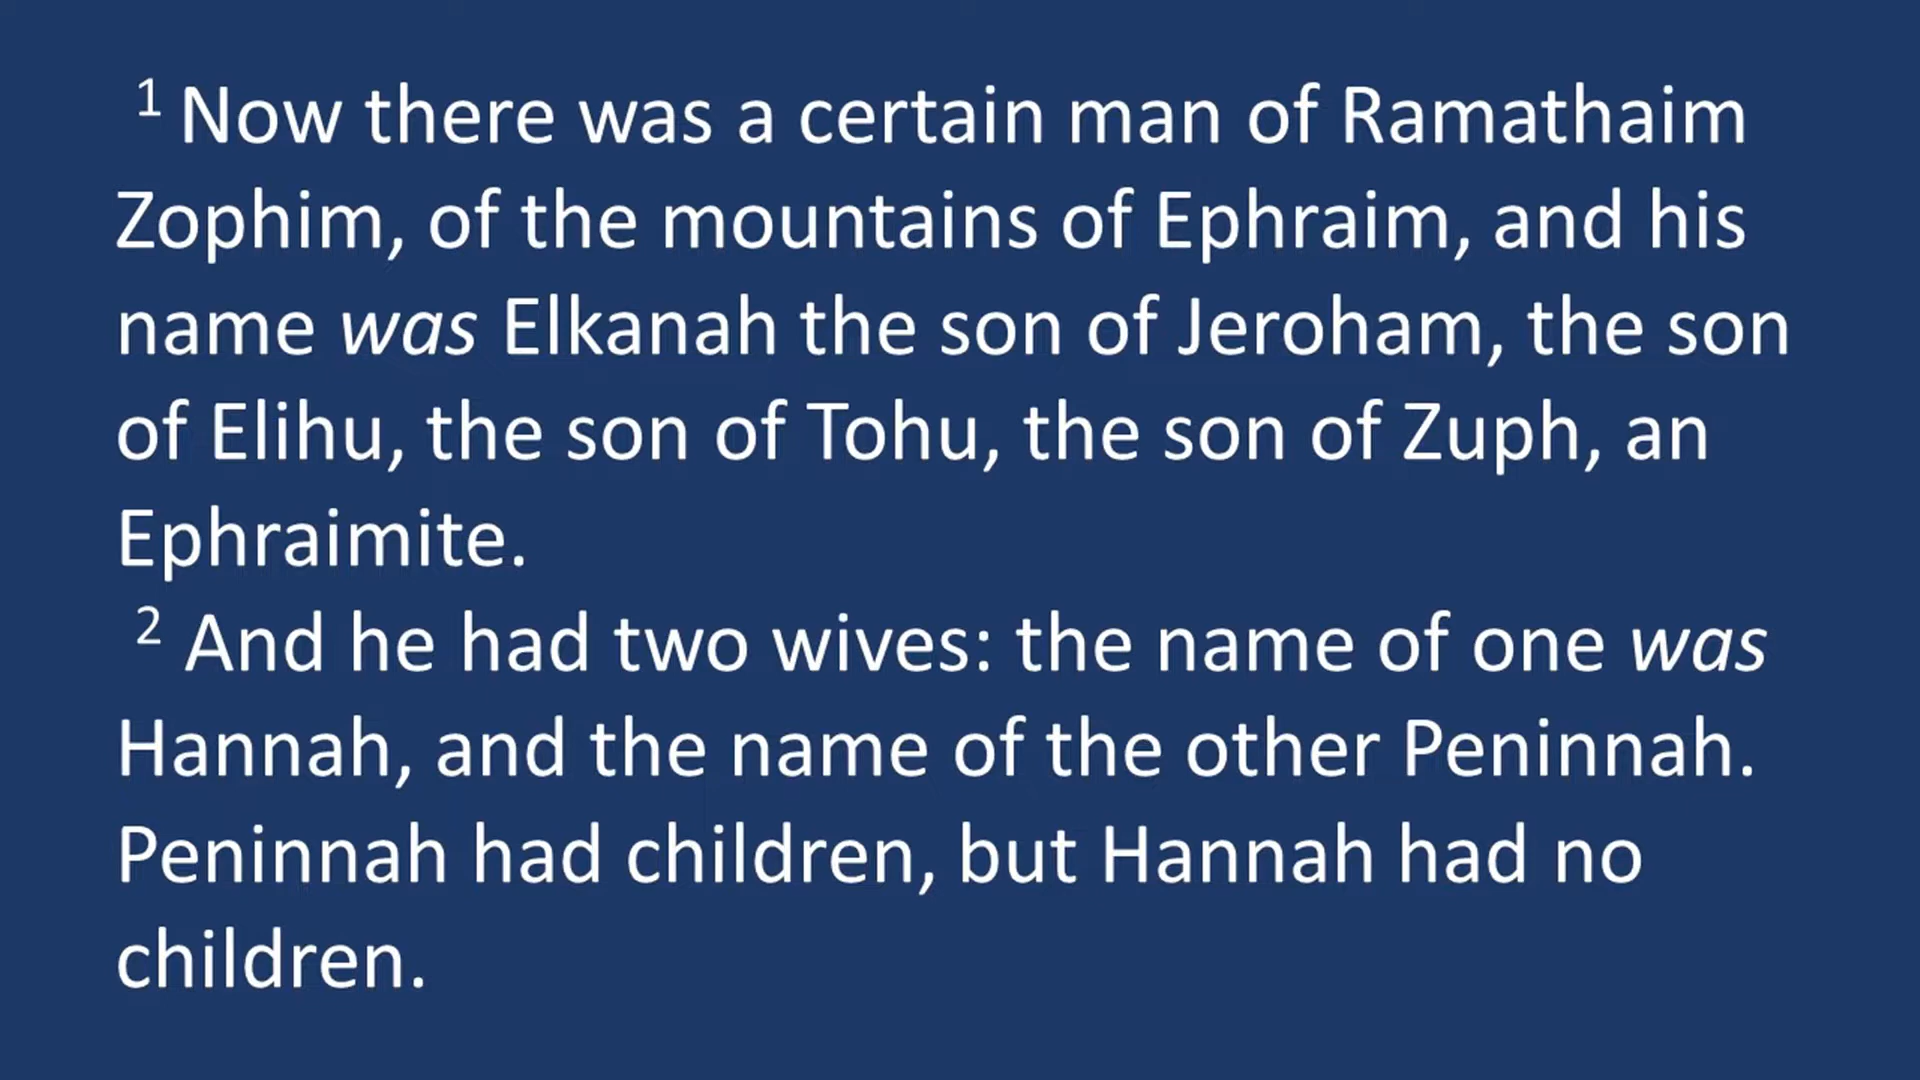 1 Now there was a certain man of Ramathaim
Zophim, of the mountains of Ephraim, and his
name was Elkanah the son of Jeroham, the son
of Elihu, the son of Tohu, the son of Zuph, an
Ephraimite.
2 And he had two wives: the name of one was
Hannah, and the name of the other Peninnah.
Peninnah had children, but Hannah had no
children.